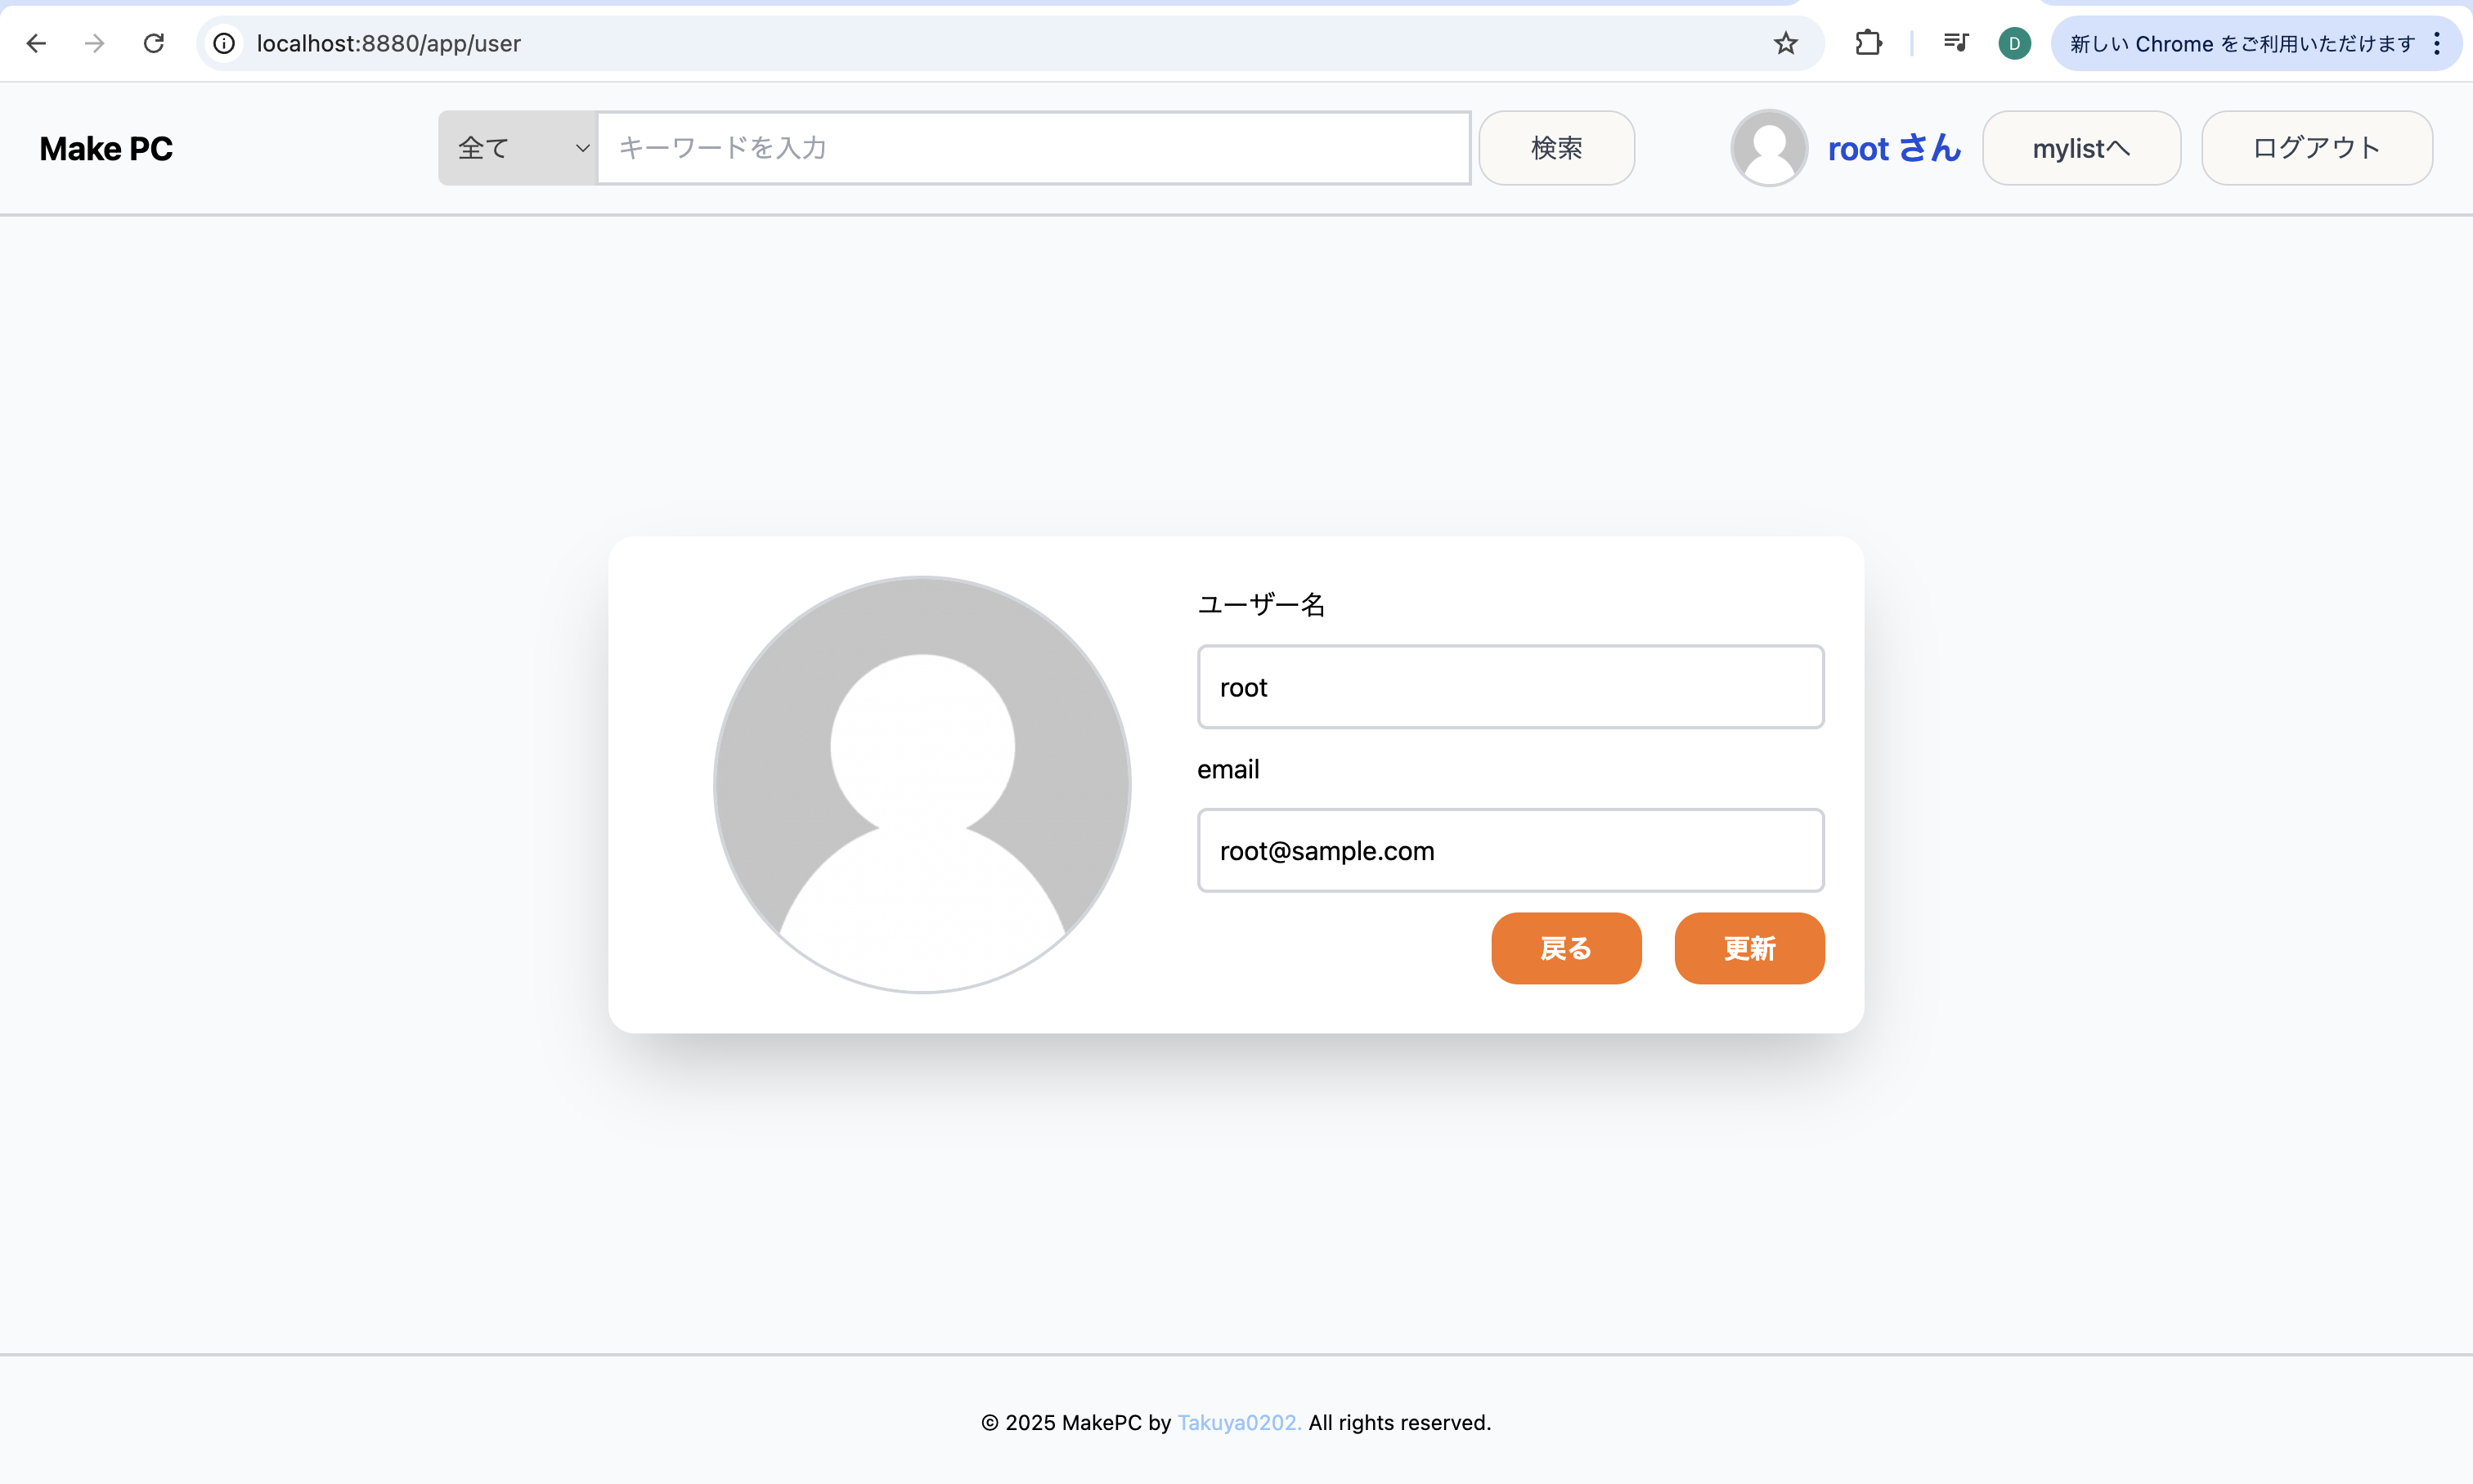 localhost:8880/app/user
D
新しい Chrome をご利用いただけます
Make PC
全て
キーワードを入力
検索
root さん
mylistへ
ログアウト
ユーザー名
root
email
root@sample.com
戻る
更新
© 2025 MakePC by Takuya0202. All rights reserved.